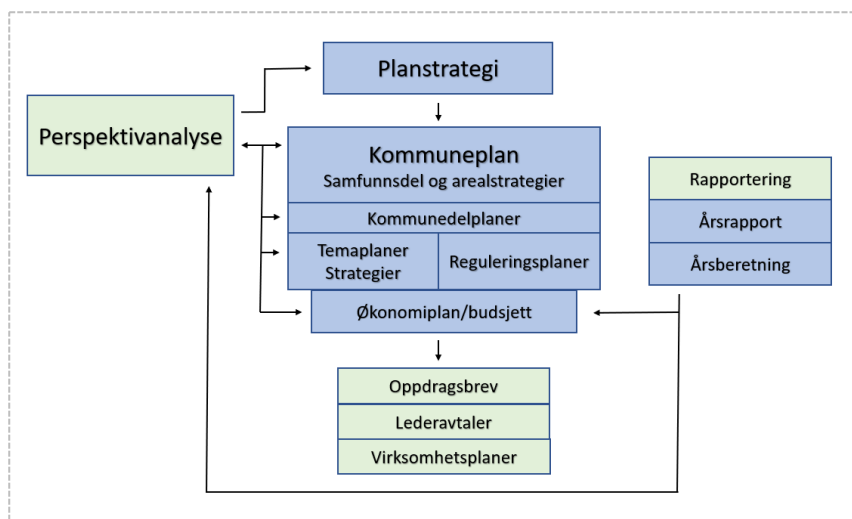 Planstrategi
Perspektivanalyse
Kommuneplan
Samfunnsdel og arealstrategier
Kommunedelplaner
Temaplaner
Strategier
Reguleringsplaner
Økonomiplan/budsjett
Oppdragsbrev
Lederavtaler
Virksomhetsplaner
Rapportering
Årsrapport
Årsberetning